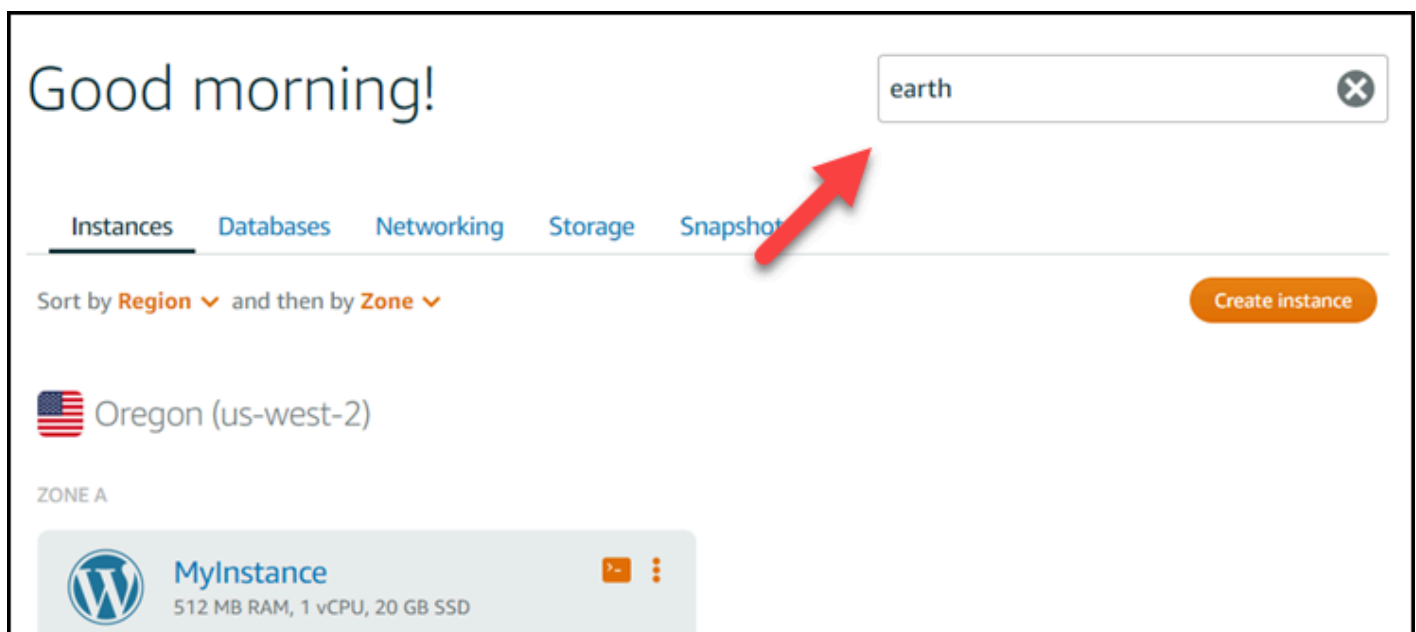 Good morning!
earth
Instances Databases Networking Storage Snapshot
Sort by Region and then by Zone
Create instance
Oregon (us-west-2)
ZONE A
MyInstance
512 MB RAM, 1 vCPU, 20 GB SSD